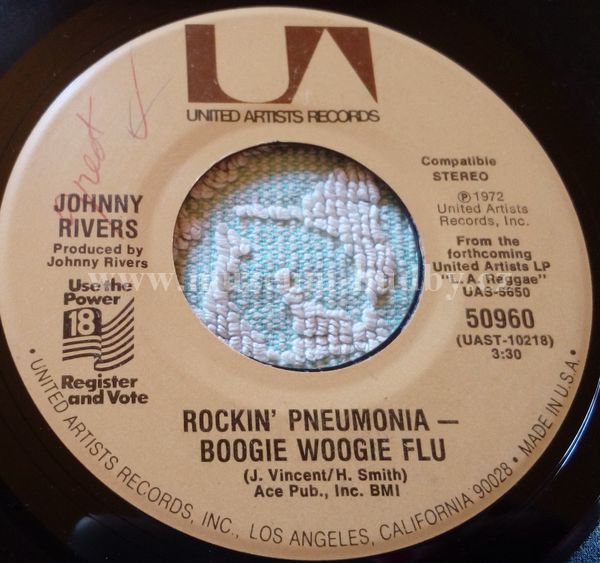 UNITED ARTISTS RECORDS
JOHNNY
RIVERS
Produced by
Johnny Rivers
Use the
Power
18
Register
and Vote
Compatible
STEREO
Ⓟ 1972
United Artists
Records, Inc.
From the
forthcoming
United Artists LP
"L.A. Reggae"
UAS-5650
50960
(UAST-10218)
3:30
ROCKIN' PNEUMONIA —
BOOGIE WOOGIE FLU
(J. Vincent/H. Smith)
Ace Pub., Inc. BMI
• UNITED ARTISTS RECORDS, INC., LOS ANGELES, CALIFORNIA 90028 • MADE IN U.S.A. •